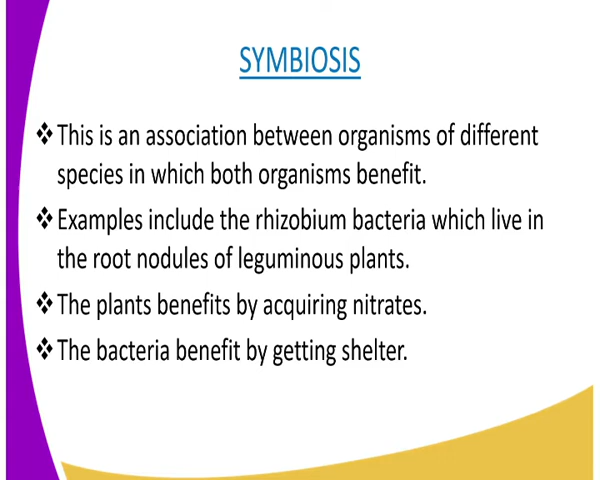 SYMBIOSIS
❖This is an association between organisms of different
species in which both organisms benefit.
❖Examples include the rhizobium bacteria which live in
the root nodules of leguminous plants.
❖The plants benefits by acquiring nitrates.
❖The bacteria benefit by getting shelter.